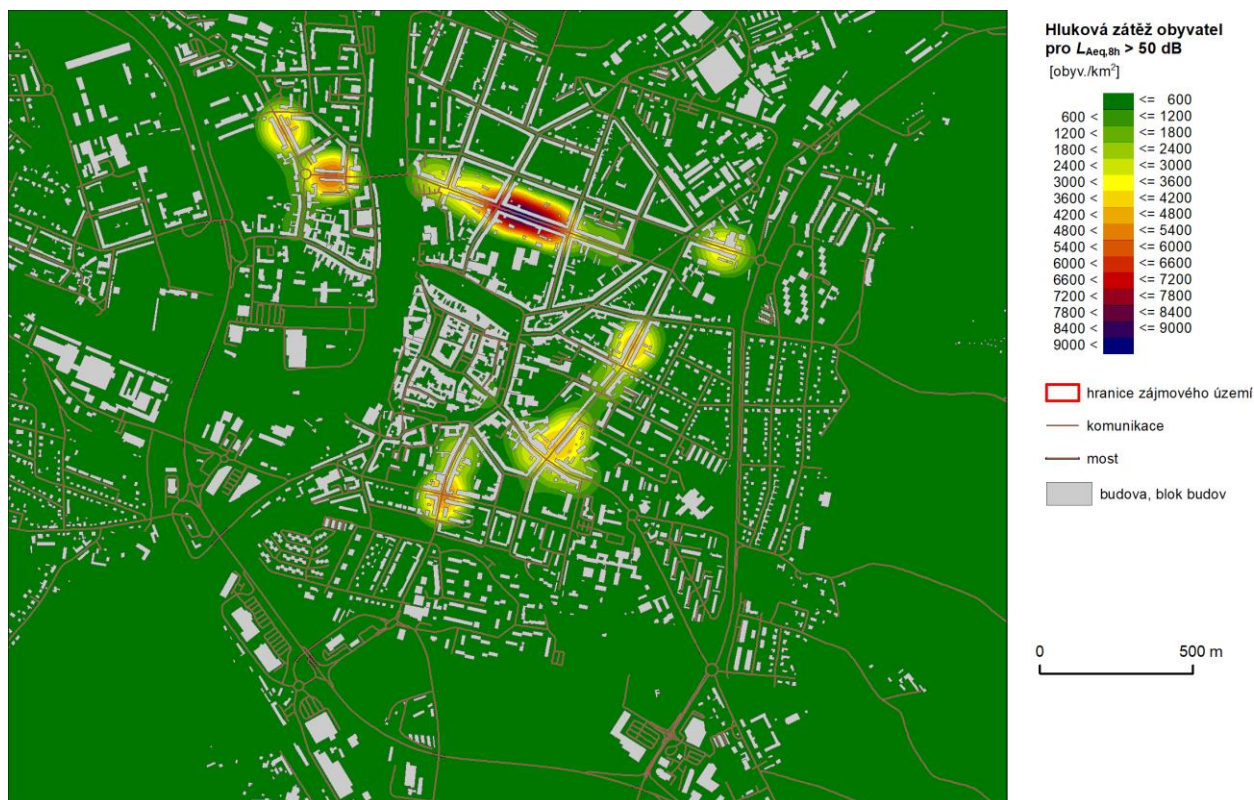 Hluková zátěž obyvatel
pro LAeq,8h > 50 dB
[obyv./km²]
<= 600
600 < <= 1200
1200 < <= 1800
1800 < <= 2400
2400 < <= 3000
3000 < <= 3600
3600 < <= 4200
4200 < <= 4800
4800 < <= 5400
5400 < <= 6000
6000 < <= 6600
6600 < <= 7200
7200 < <= 7800
7800 < <= 8400
8400 < <= 9000
9000 <
hranice zájmového území
komunikace
most
budova, blok budov
0 500 m